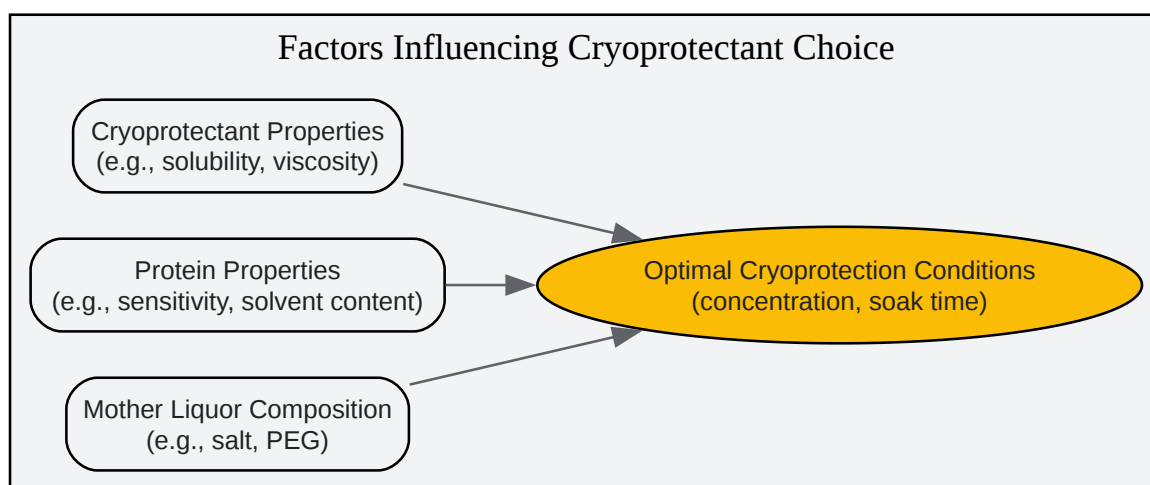 Factors Influencing Cryoprotectant Choice
Cryoprotectant Properties
(e.g., solubility, viscosity)
Protein Properties
(e.g., sensitivity, solvent content)
Optimal Cryoprotection Conditions
(concentration, soak time)
Mother Liquor Composition
(e.g., salt, PEG)